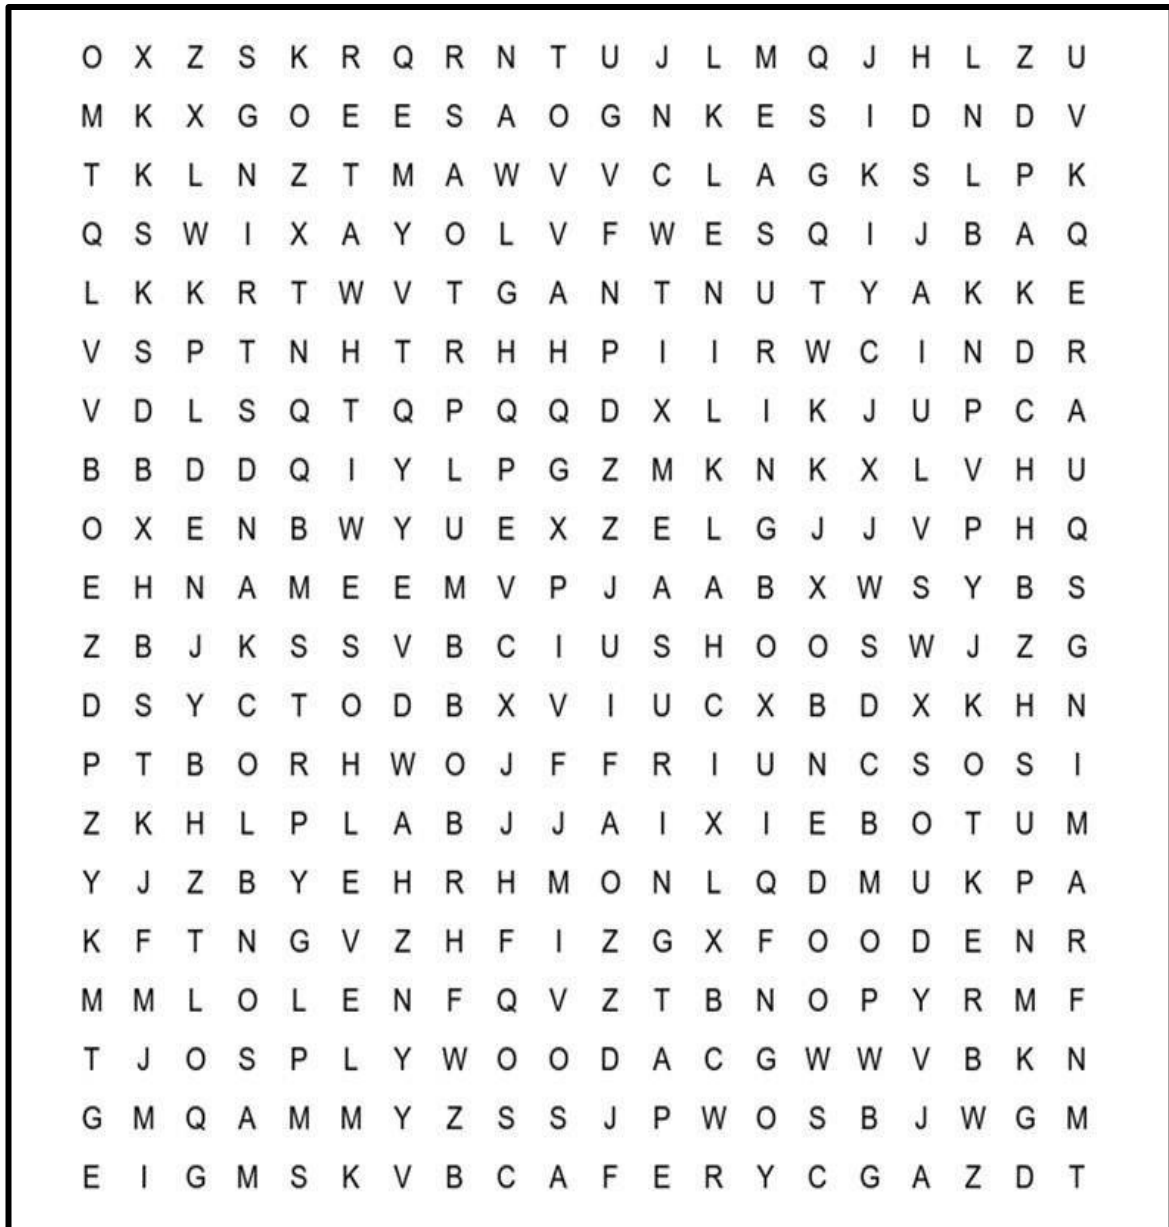 O X Z S K R Q R N T U J L M Q J H L Z U
M K X G O E E S A O G N K E S I D N D V
T K L N Z T M A W V V C L A G K S L P K
Q S W I X A Y O L V F W E S Q I J B A Q
L K K R T W V T G A N T N U T Y A K K E
V S P T N H T R H H P I I R W C I N D R
V D L S Q T Q P Q Q D X L I K J U P C A
B B D D Q I Y L P G Z M K N K X L V H U
O X E N B W Y U E X Z E L G J J V P H Q
E H N A M E E M V P J A A B X W S Y B S
Z B J K S S V B C I U S H O O S W J Z G
D S Y C T O D B X V I U C X B D X K H N
P T B O R H W O J F F R I U N C S O S I
Z K H L P L A B J J A I X I E B O T U M
Y J Z B Y E H R H M O N L Q D M U K P A
K F T N G V Z H F I Z G X F O O D E N R
M M L O L E N F Q V Z T B N O P Y R M F
T J O S P L Y W O O D A C G W W V B K N
G M Q A M M Y Z S S J P W O S B J W G M
E I G M S K V B C A F E R Y C G A Z D T